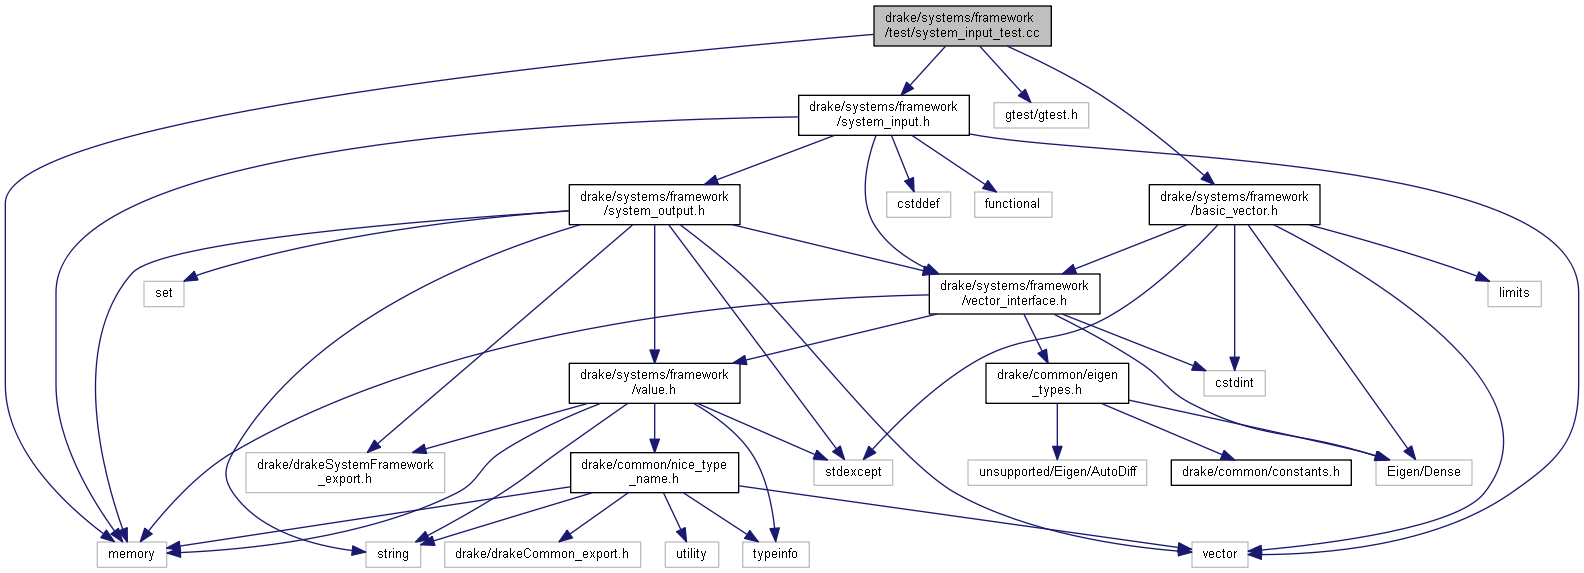 drake/systems/framework
/test/system_input_test.cc
drake/systems/framework
/system_input.h
gtest/gtest.h
drake/systems/framework
/system_output.h
cstddef
functional
drake/systems/framework
/basic_vector.h
set
drake/systems/framework
/vector_interface.h
limits
drake/systems/framework
/value.h
drake/common/eigen
_types.h
cstdint
drake/drakeSystemFramework
_export.h
drake/common/nice_type
_name.h
stdexcept
unsupported/Eigen/AutoDiff
drake/common/constants.h
Eigen/Dense
memory
string
drake/drakeCommon_export.h
utility
typeinfo
vector